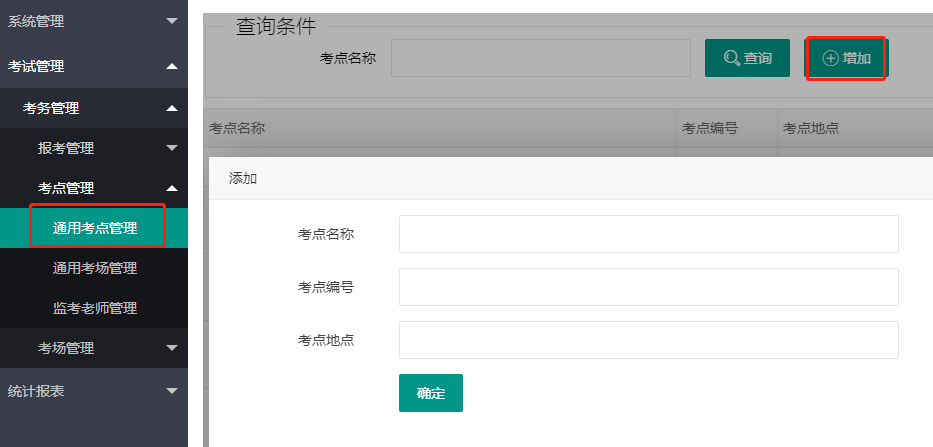 系统管理
考试管理
考务管理
报考管理
考点管理
通用考点管理
通用考场管理
监考老师管理
考场管理
统计报表
查询条件
考点名称
查询
增加
考点名称 考点编号 考点地点
添加
考点名称
考点编号
考点地点
确定